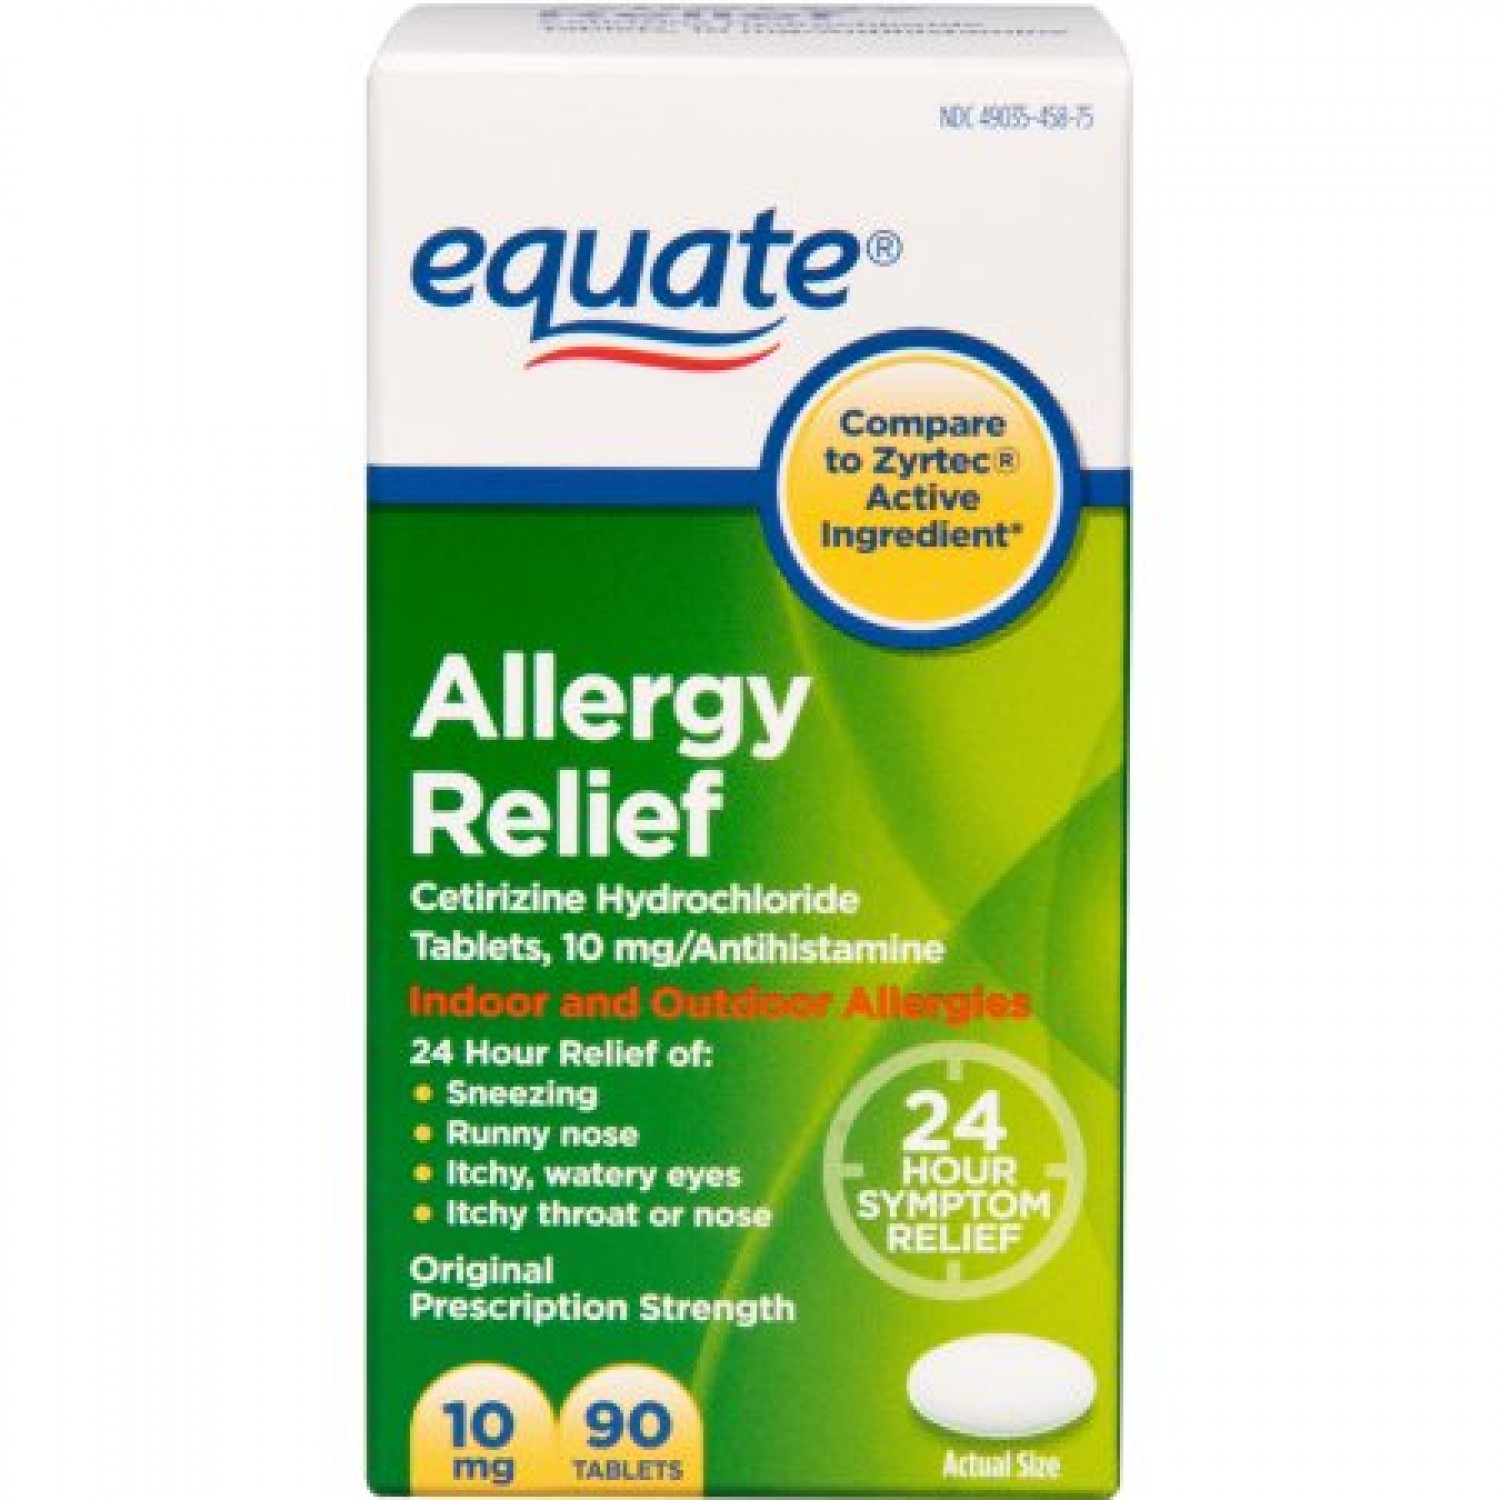 NDC 49035-458-75
equate®
Compare
to Zyrtec®
Active
Ingredient*
Allergy
Relief
Cetirizine Hydrochloride
Tablets, 10 mg/Antihistamine
Indoor and Outdoor Allergies
24 Hour Relief of:
• Sneezing
• Runny nose
• Itchy, watery eyes
• Itchy throat or nose
24
HOUR
SYMPTOM
RELIEF
Original
Prescription Strength
10
mg
90
TABLETS
Actual Size